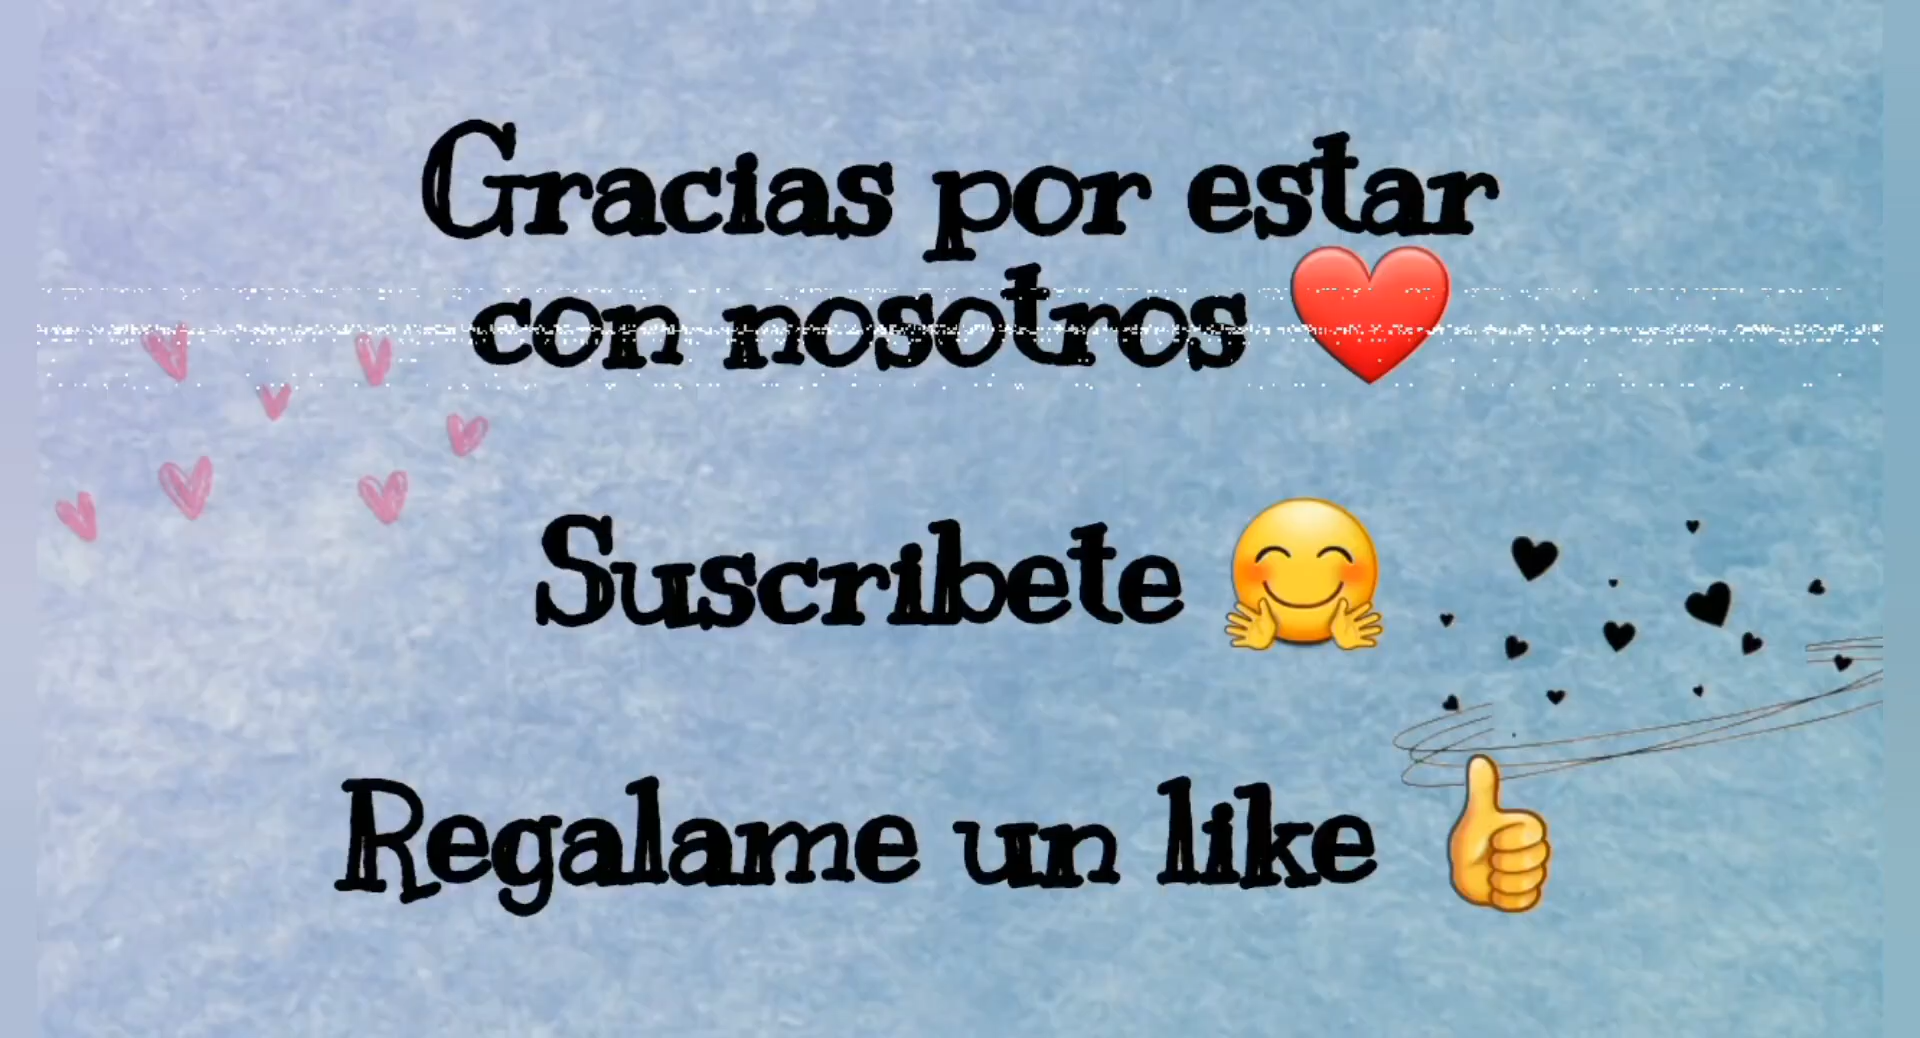 Gracias por estar
con nosotros ❤️
Suscribete 🤗
Regalame un like 👍